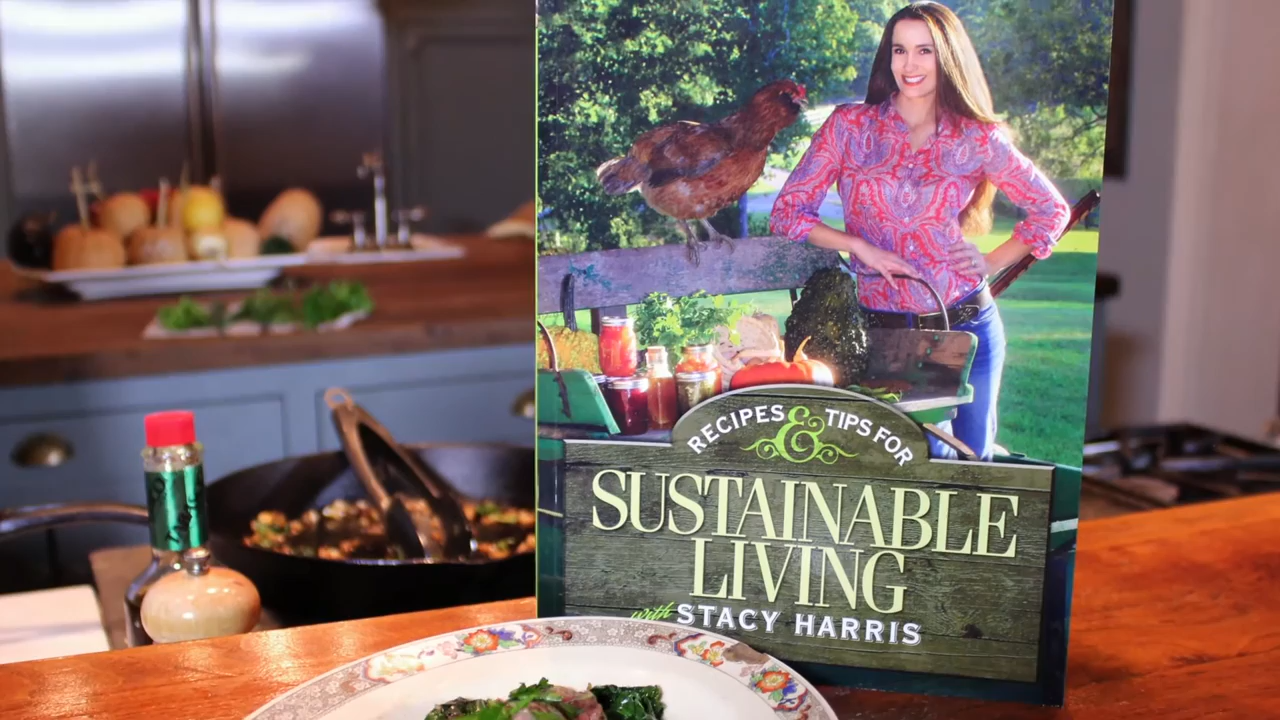 RECIPES & TIPS FOR
SUSTAINABLE
LIVING
with STACY HARRIS